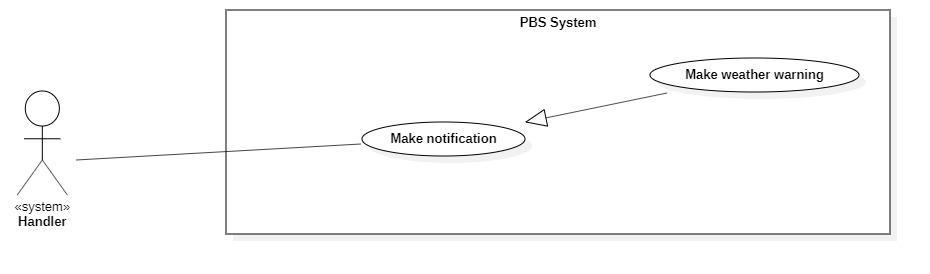 PBS System
Make weather warning
Make notification
«system»
Handler